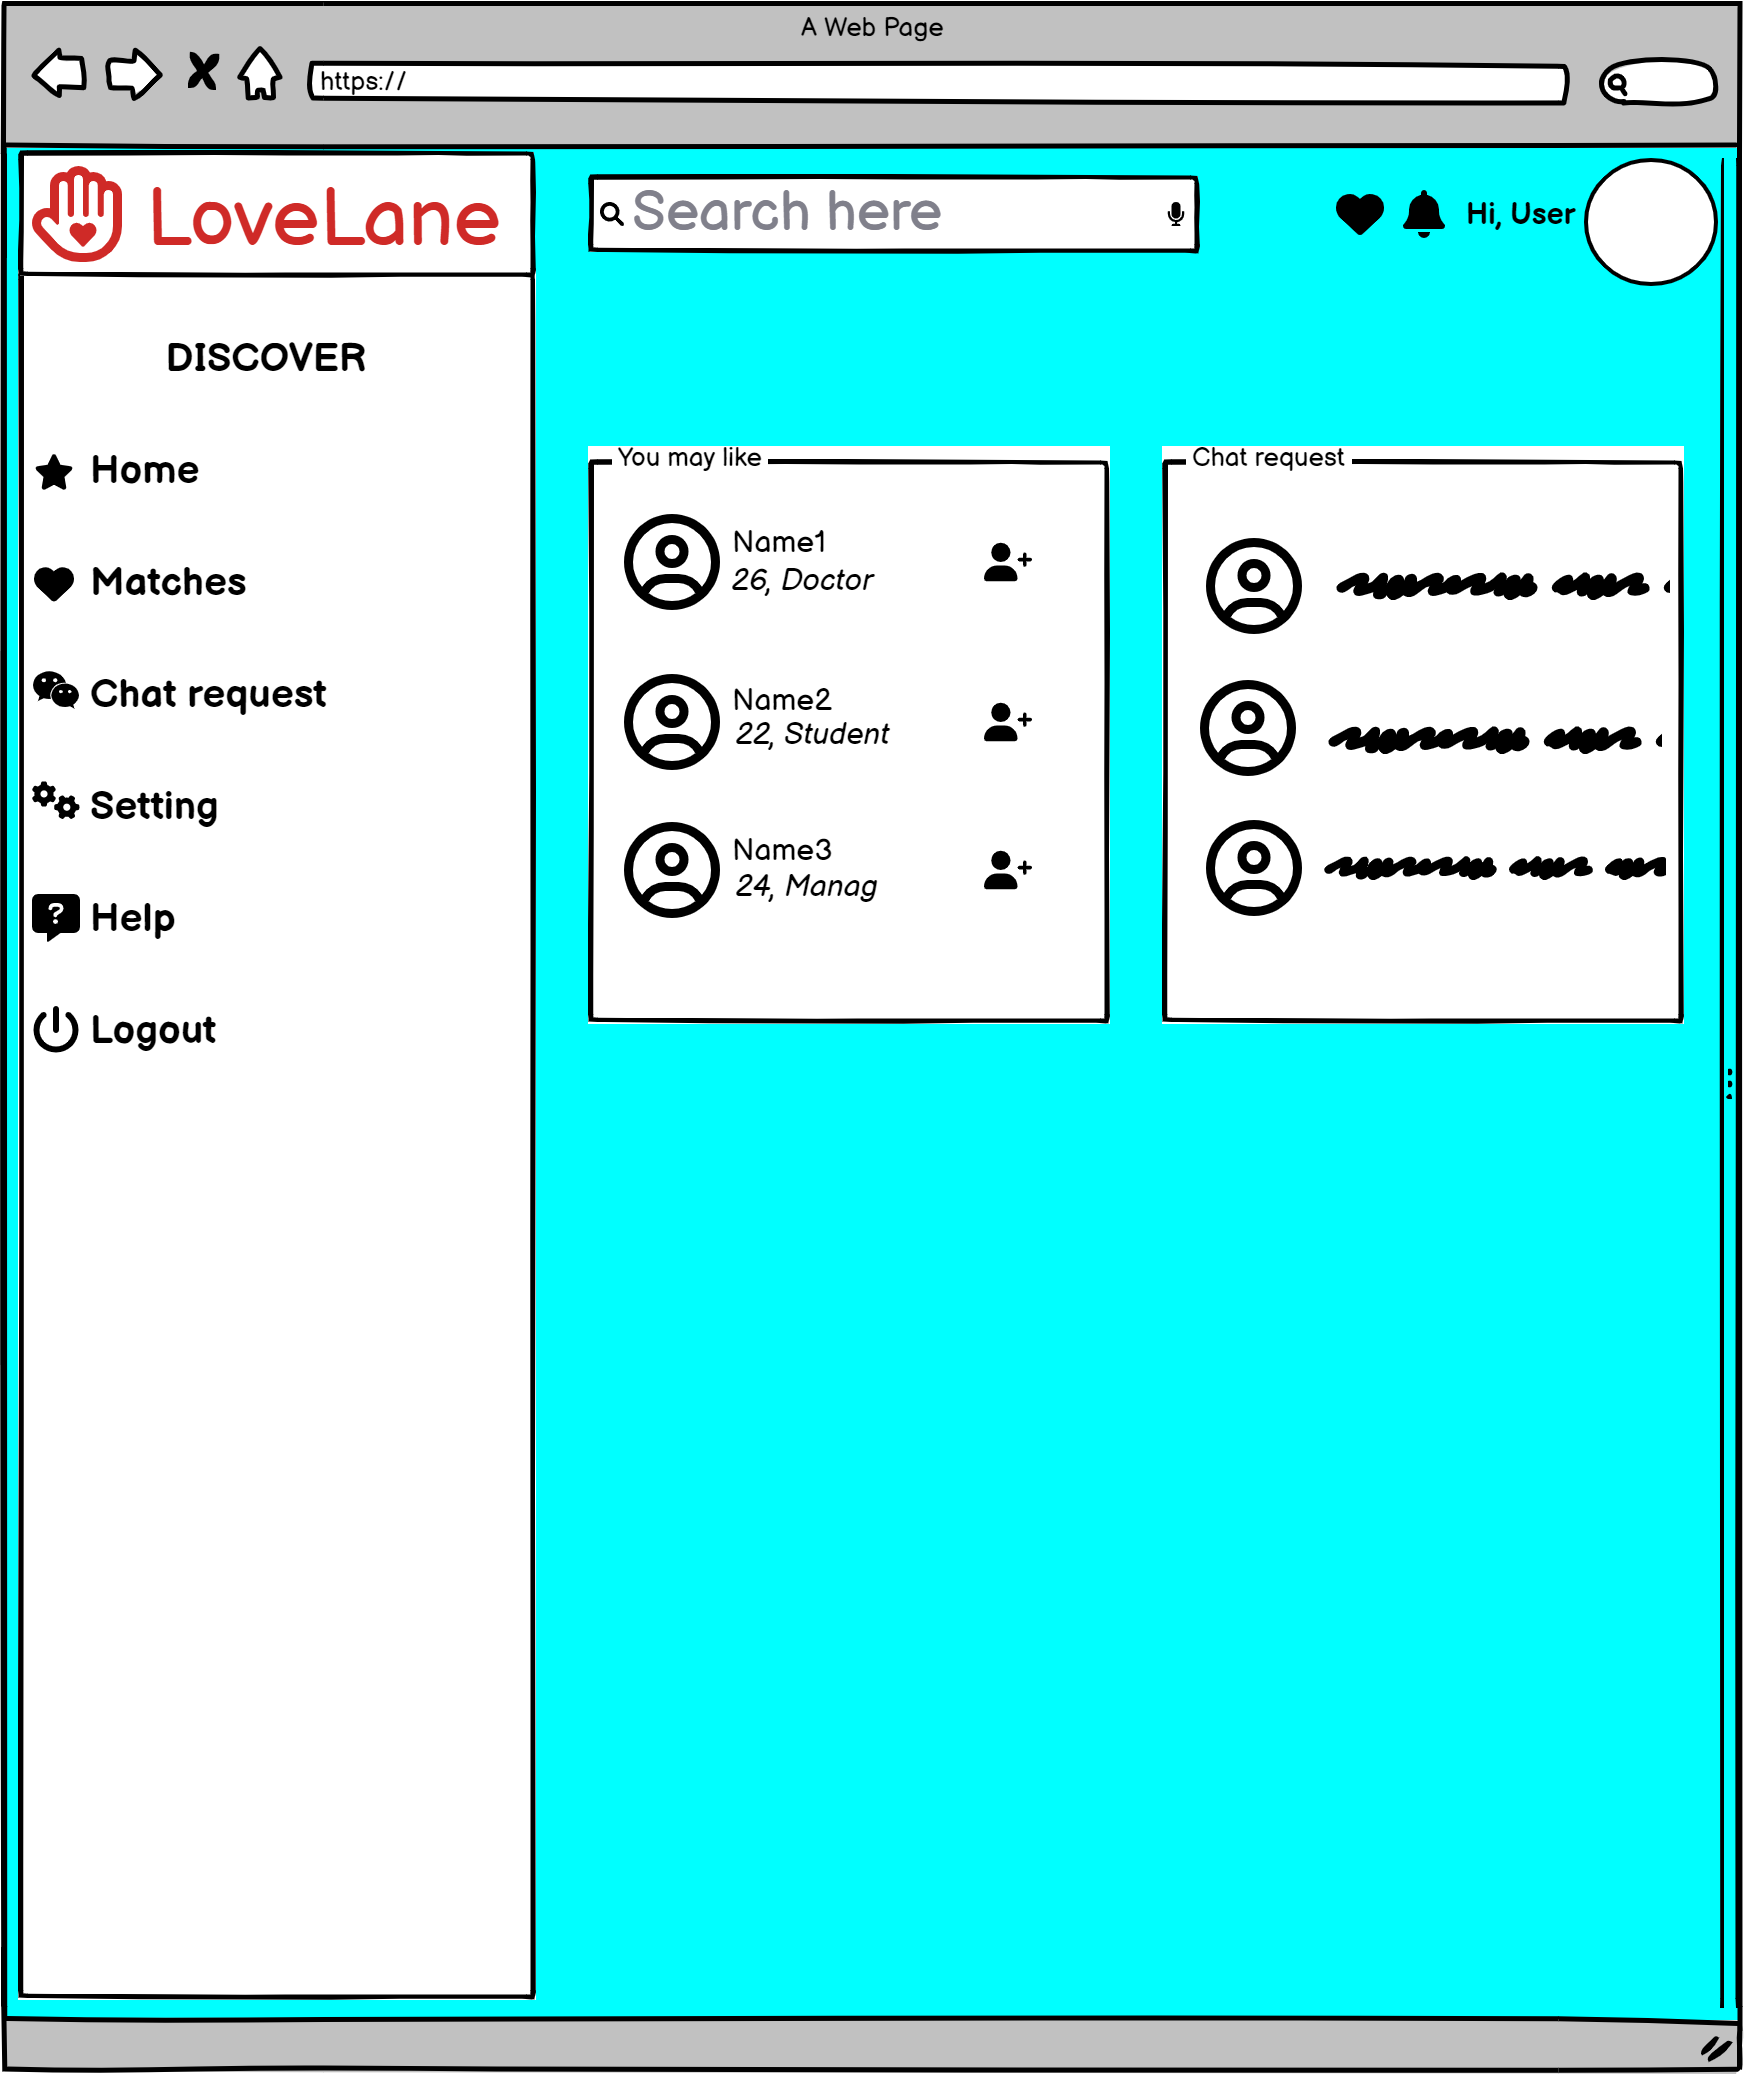 A Web Page
https://
LoveLane
Search here
Hi, User
DISCOVER
Home
Matches
Chat request
Setting
Help
Logout
You may like
Name1
26, Doctor
Name2
22, Student
Name3
24, Manag
Chat request